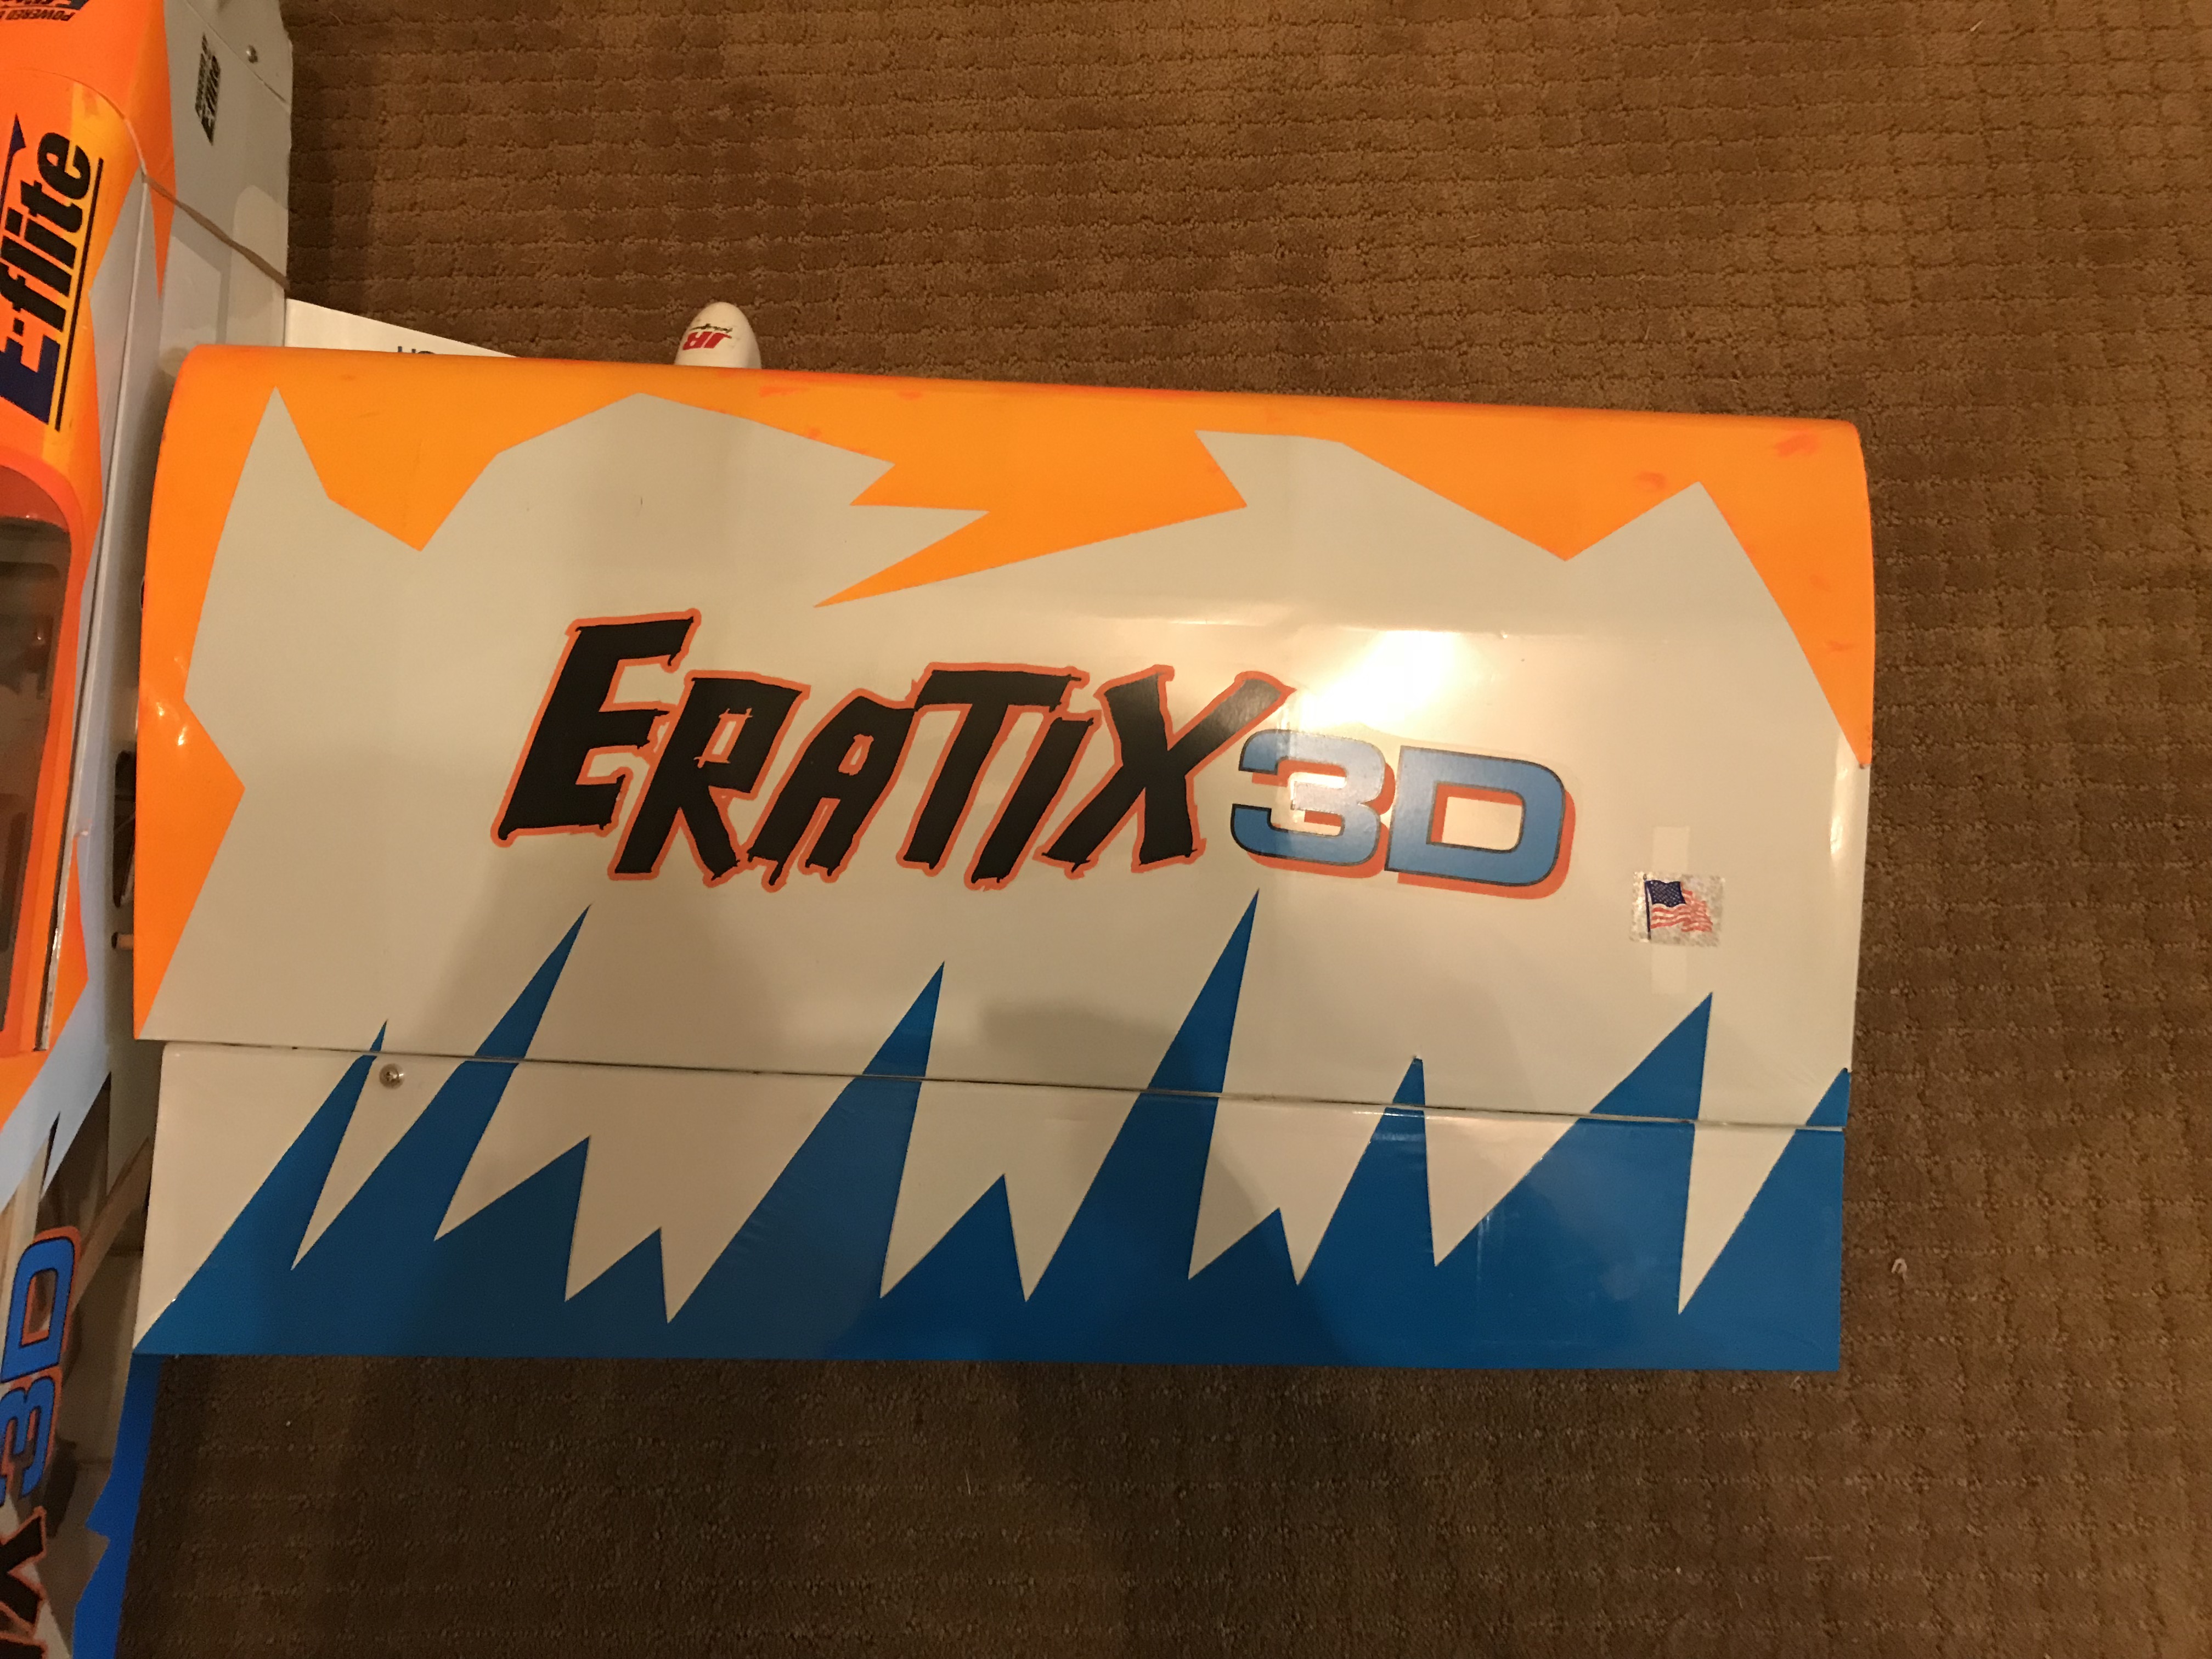 E-flite
JR
ERATIX 3D
3D